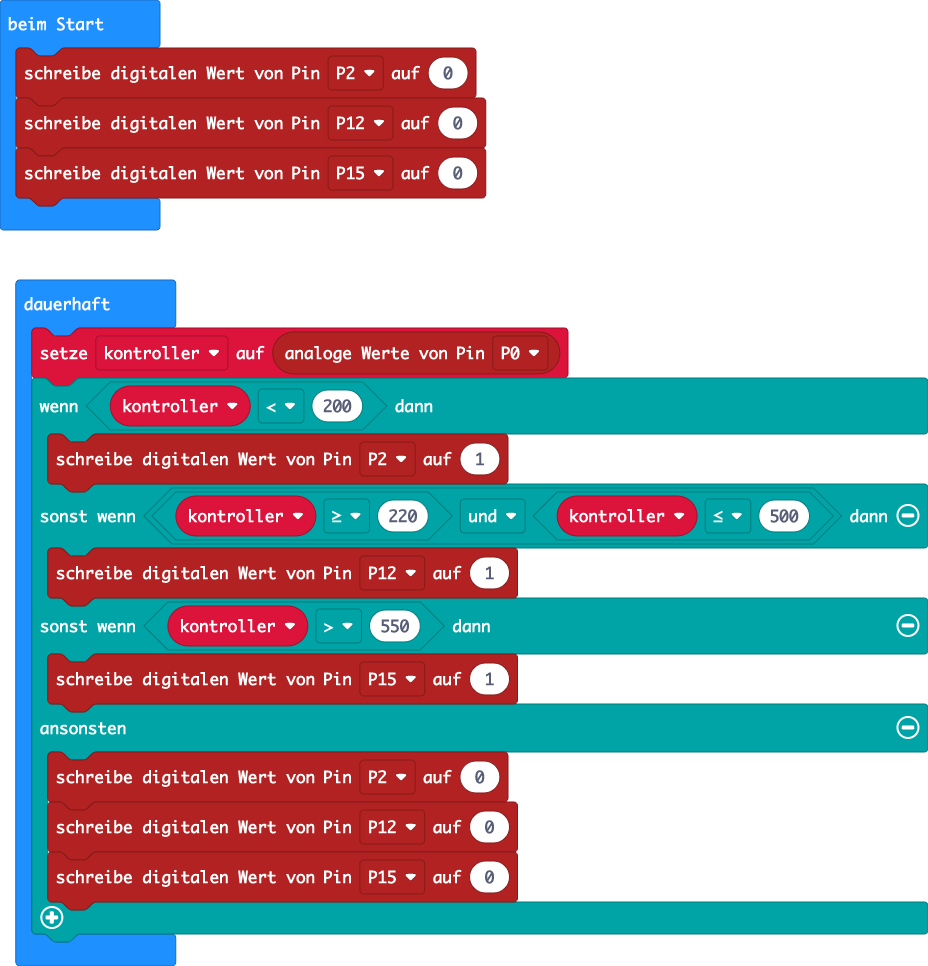 beim Start
schreibe digitalen Wert von Pin P2 auf 0
schreibe digitalen Wert von Pin P12 auf 0
schreibe digitalen Wert von Pin P15 auf 0
dauerhaft
setze kontroller auf analoge Werte von Pin P0
wenn kontroller < 200 dann
schreibe digitalen Wert von Pin P2 auf 1
sonst wenn kontroller ≥ 220 und kontroller ≤ 500 dann
schreibe digitalen Wert von Pin P12 auf 1
sonst wenn kontroller > 550 dann
schreibe digitalen Wert von Pin P15 auf 1
ansonsten
schreibe digitalen Wert von Pin P2 auf 0
schreibe digitalen Wert von Pin P12 auf 0
schreibe digitalen Wert von Pin P15 auf 0